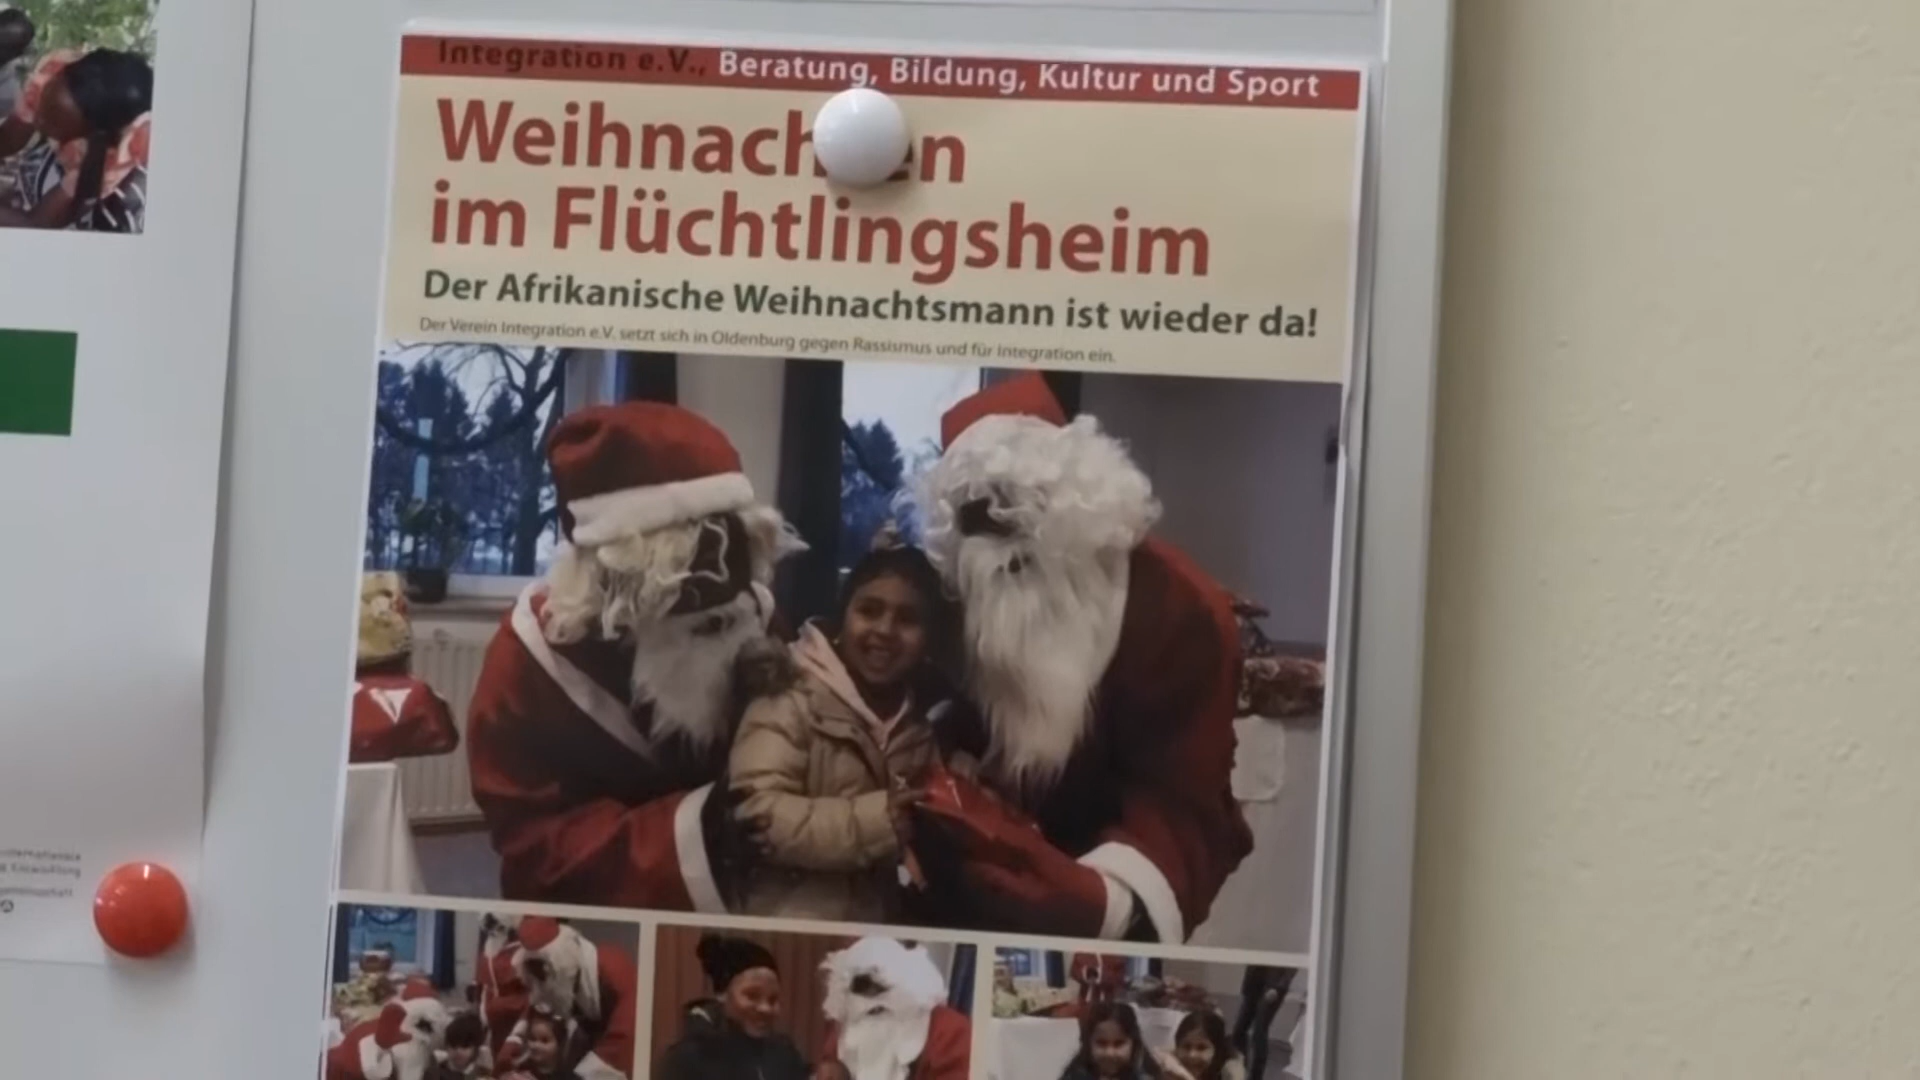 Integration e.V., Beratung, Bildung, Kultur und Sport
Weihnach en
im Flüchtlingsheim
Der Afrikanische Weihnachtsmann ist wieder da!
Der Verein Integration e.V. setzt sich in Oldenburg gegen Rassismus und für Integration ein.